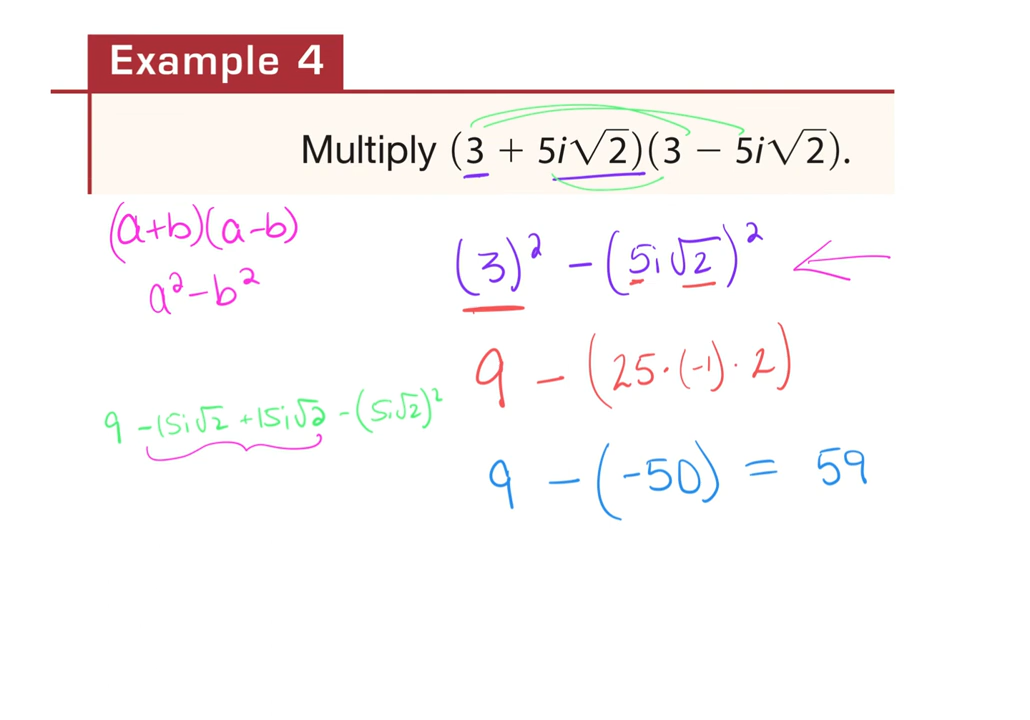 Example 4
Multiply (3 + 5i√2)(3 − 5i√2).
(a+b)(a-b)
a²-b²
(3)² - (5i√2)²
9 - (25·(-1)·2)
9 -15i√2 +15i√2 -(5i√2)²
9 - (-50) = 59